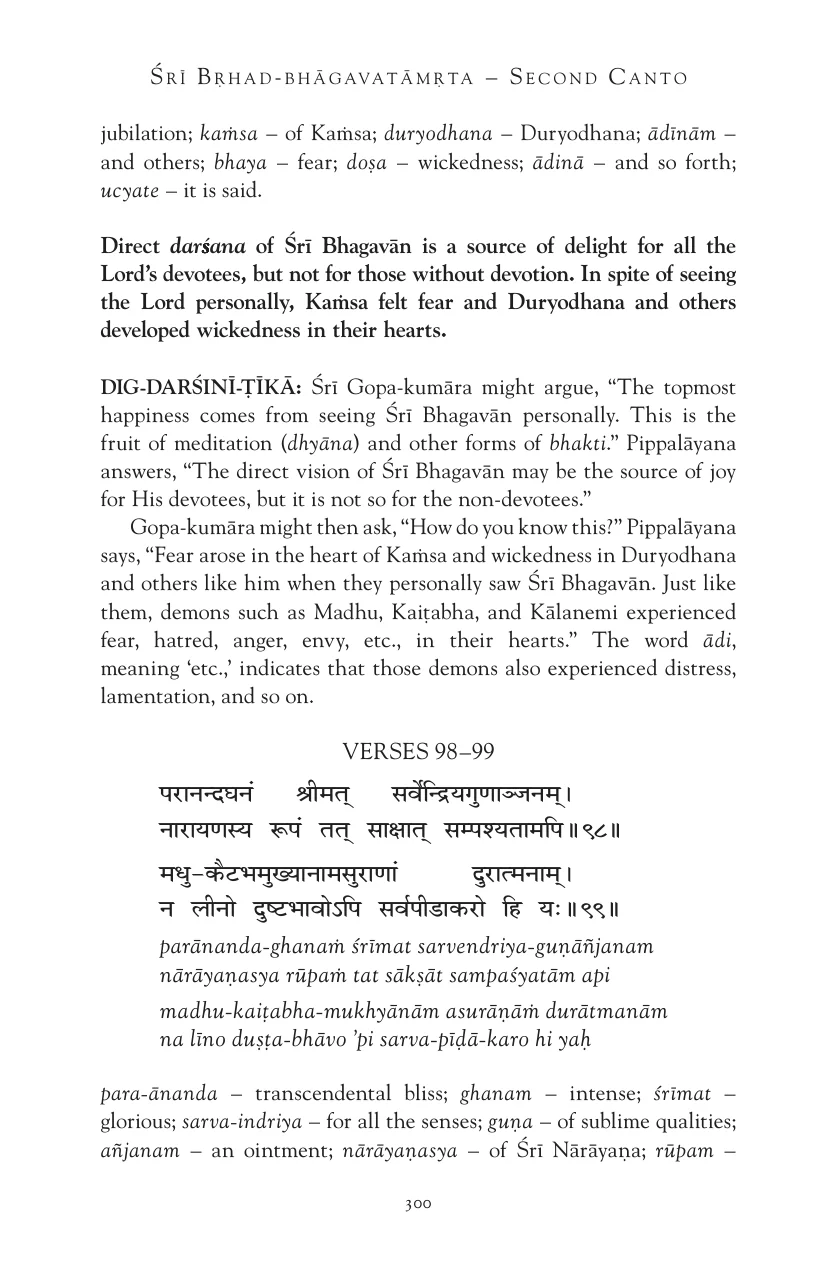 ŚRĪ BṚHAD-BHĀGAVATĀMṚTA – SECOND CANTO
jubilation; kaṁsa – of Kaṁsa; duryodhana – Duryodhana; ādīnām –
and others; bhaya – fear; doṣa – wickedness; ādinā – and so forth;
ucyate – it is said.
Direct darśana of Śrī Bhagavān is a source of delight for all the
Lord’s devotees, but not for those without devotion. In spite of seeing
the Lord personally, Kaṁsa felt fear and Duryodhana and others
developed wickedness in their hearts.
DIG-DARŚINĪ-ṬĪKĀ: Śrī Gopa-kumāra might argue, “The topmost
happiness comes from seeing Śrī Bhagavān personally. This is the
fruit of meditation (dhyāna) and other forms of bhakti.” Pippalāyana
answers, “The direct vision of Śrī Bhagavān may be the source of joy
for His devotees, but it is not so for the non-devotees.”
Gopa-kumāra might then ask, “How do you know this?” Pippalāyana
says, “Fear arose in the heart of Kaṁsa and wickedness in Duryodhana
and others like him when they personally saw Śrī Bhagavān. Just like
them, demons such as Madhu, Kaiṭabha, and Kālanemi experienced
fear, hatred, anger, envy, etc., in their hearts.” The word ādi,
meaning ‘etc.,’ indicates that those demons also experienced distress,
lamentation, and so on.
VERSES 98–99
परानन्दघनं श्रीमत् सर्वेन्द्रियगुणाञ्जनम्।
नारायणस्य रूपं तत् साक्षात् सम्पश्यतामपि॥९८॥
मधु–कैटभमुख्यानामसुराणां दुरात्मनाम्।
न लीनो दुष्टभावोऽपि सर्वपीडाकरो हि यः॥९९॥
parānanda-ghanaṁ śrīmat sarvendriya-guṇāñjanam
nārāyaṇasya rūpaṁ tat sākṣāt sampaśyatām api
madhu-kaiṭabha-mukhyānām asurāṇāṁ durātmanām
na līno duṣṭa-bhāvo ’pi sarva-pīḍā-karo hi yaḥ
para-ānanda – transcendental bliss; ghanam – intense; śrīmat –
glorious; sarva-indriya – for all the senses; guṇa – of sublime qualities;
añjanam – an ointment; nārāyaṇasya – of Śrī Nārāyaṇa; rūpam –
300